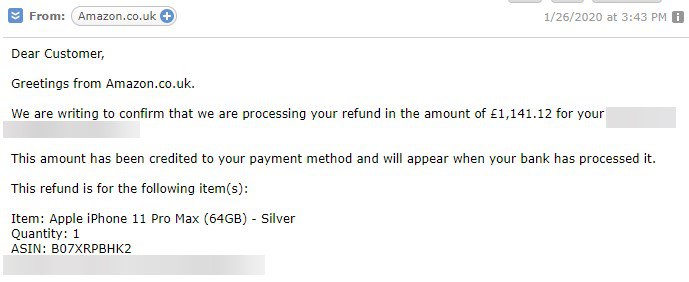 From: Amazon.co.uk 1/26/2020 at 3:43 PM
Dear Customer,
Greetings from Amazon.co.uk.
We are writing to confirm that we are processing your refund in the amount of £1,141.12 for your
This amount has been credited to your payment method and will appear when your bank has processed it.
This refund is for the following item(s):
Item: Apple iPhone 11 Pro Max (64GB) - Silver
Quantity: 1
ASIN: B07XRPBHK2